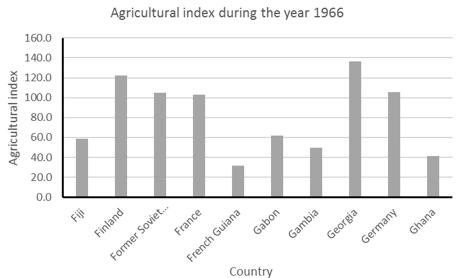 Agricultural index during the year 1966
Agricultural index
160.0
140.0
120.0
100.0
80.0
60.0
40.0
20.0
0.0
Fiji
Finland
Former Soviet...
France
French Guiana
Gabon
Gambia
Georgia
Germany
Ghana
Country